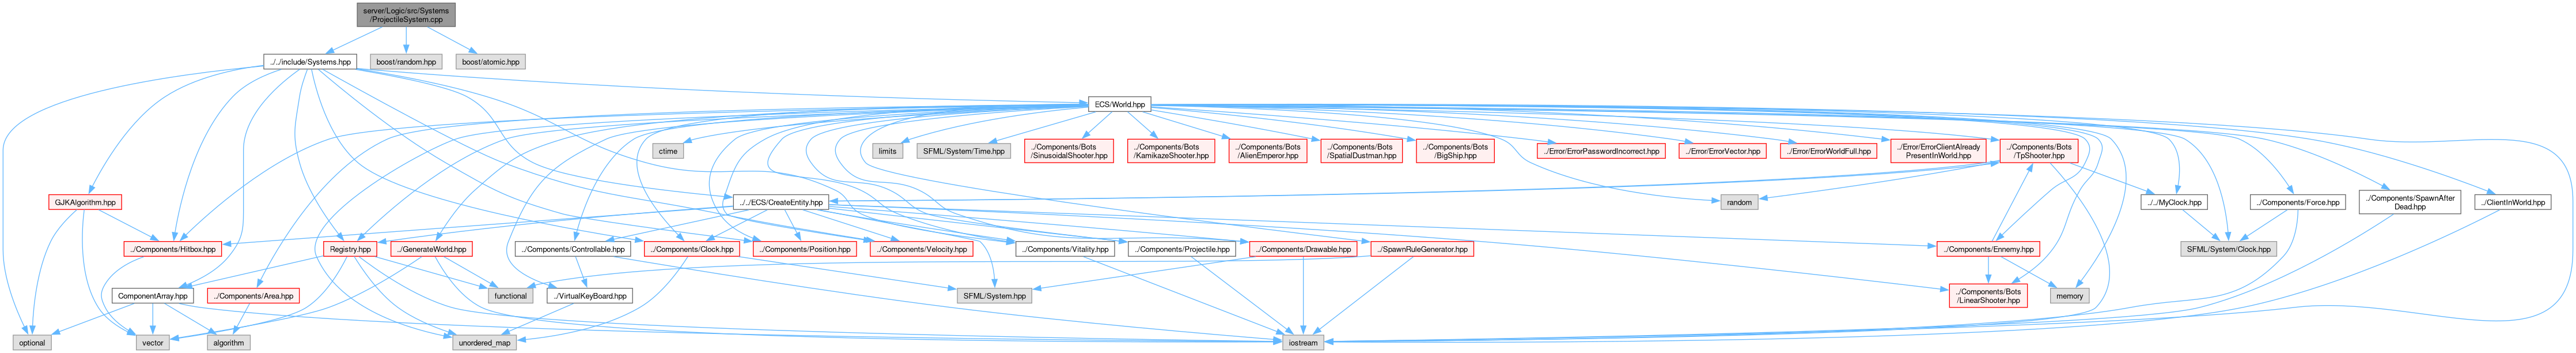 server/Logic/src/Systems
/ProjectileSystem.cpp
../../include/Systems.hpp
boost/random.hpp
boost/atomic.hpp
ECS/World.hpp
ctime
limits
SFML/System/Time.hpp
../Components/Bots
/SinusoidalShooter.hpp
../Components/Bots
/KamikazeShooter.hpp
../Components/Bots
/AlienEmperor.hpp
../Components/Bots
/SpatialDustman.hpp
../Components/Bots
/BigShip.hpp
../Error/ErrorPasswordIncorrect.hpp
../Error/ErrorVector.hpp
../Error/ErrorWorldFull.hpp
../Error/ErrorClientAlready
PresentInWorld.hpp
../Components/Bots
/TpShooter.hpp
GJKAlgorithm.hpp
../../ECS/CreateEntity.hpp
random
../../MyClock.hpp
../Components/Force.hpp
../Components/SpawnAfter
Dead.hpp
../ClientInWorld.hpp
../Components/Hitbox.hpp
Registry.hpp
../GenerateWorld.hpp
../Components/Controllable.hpp
../Components/Clock.hpp
../Components/Position.hpp
../Components/Velocity.hpp
../Components/Vitality.hpp
../Components/Projectile.hpp
../Components/Drawable.hpp
../SpawnRuleGenerator.hpp
../Components/Ennemy.hpp
SFML/System/Clock.hpp
ComponentArray.hpp
../Components/Area.hpp
functional
../VirtualKeyBoard.hpp
SFML/System.hpp
../Components/Bots
/LinearShooter.hpp
memory
optional
vector
algorithm
unordered_map
iostream